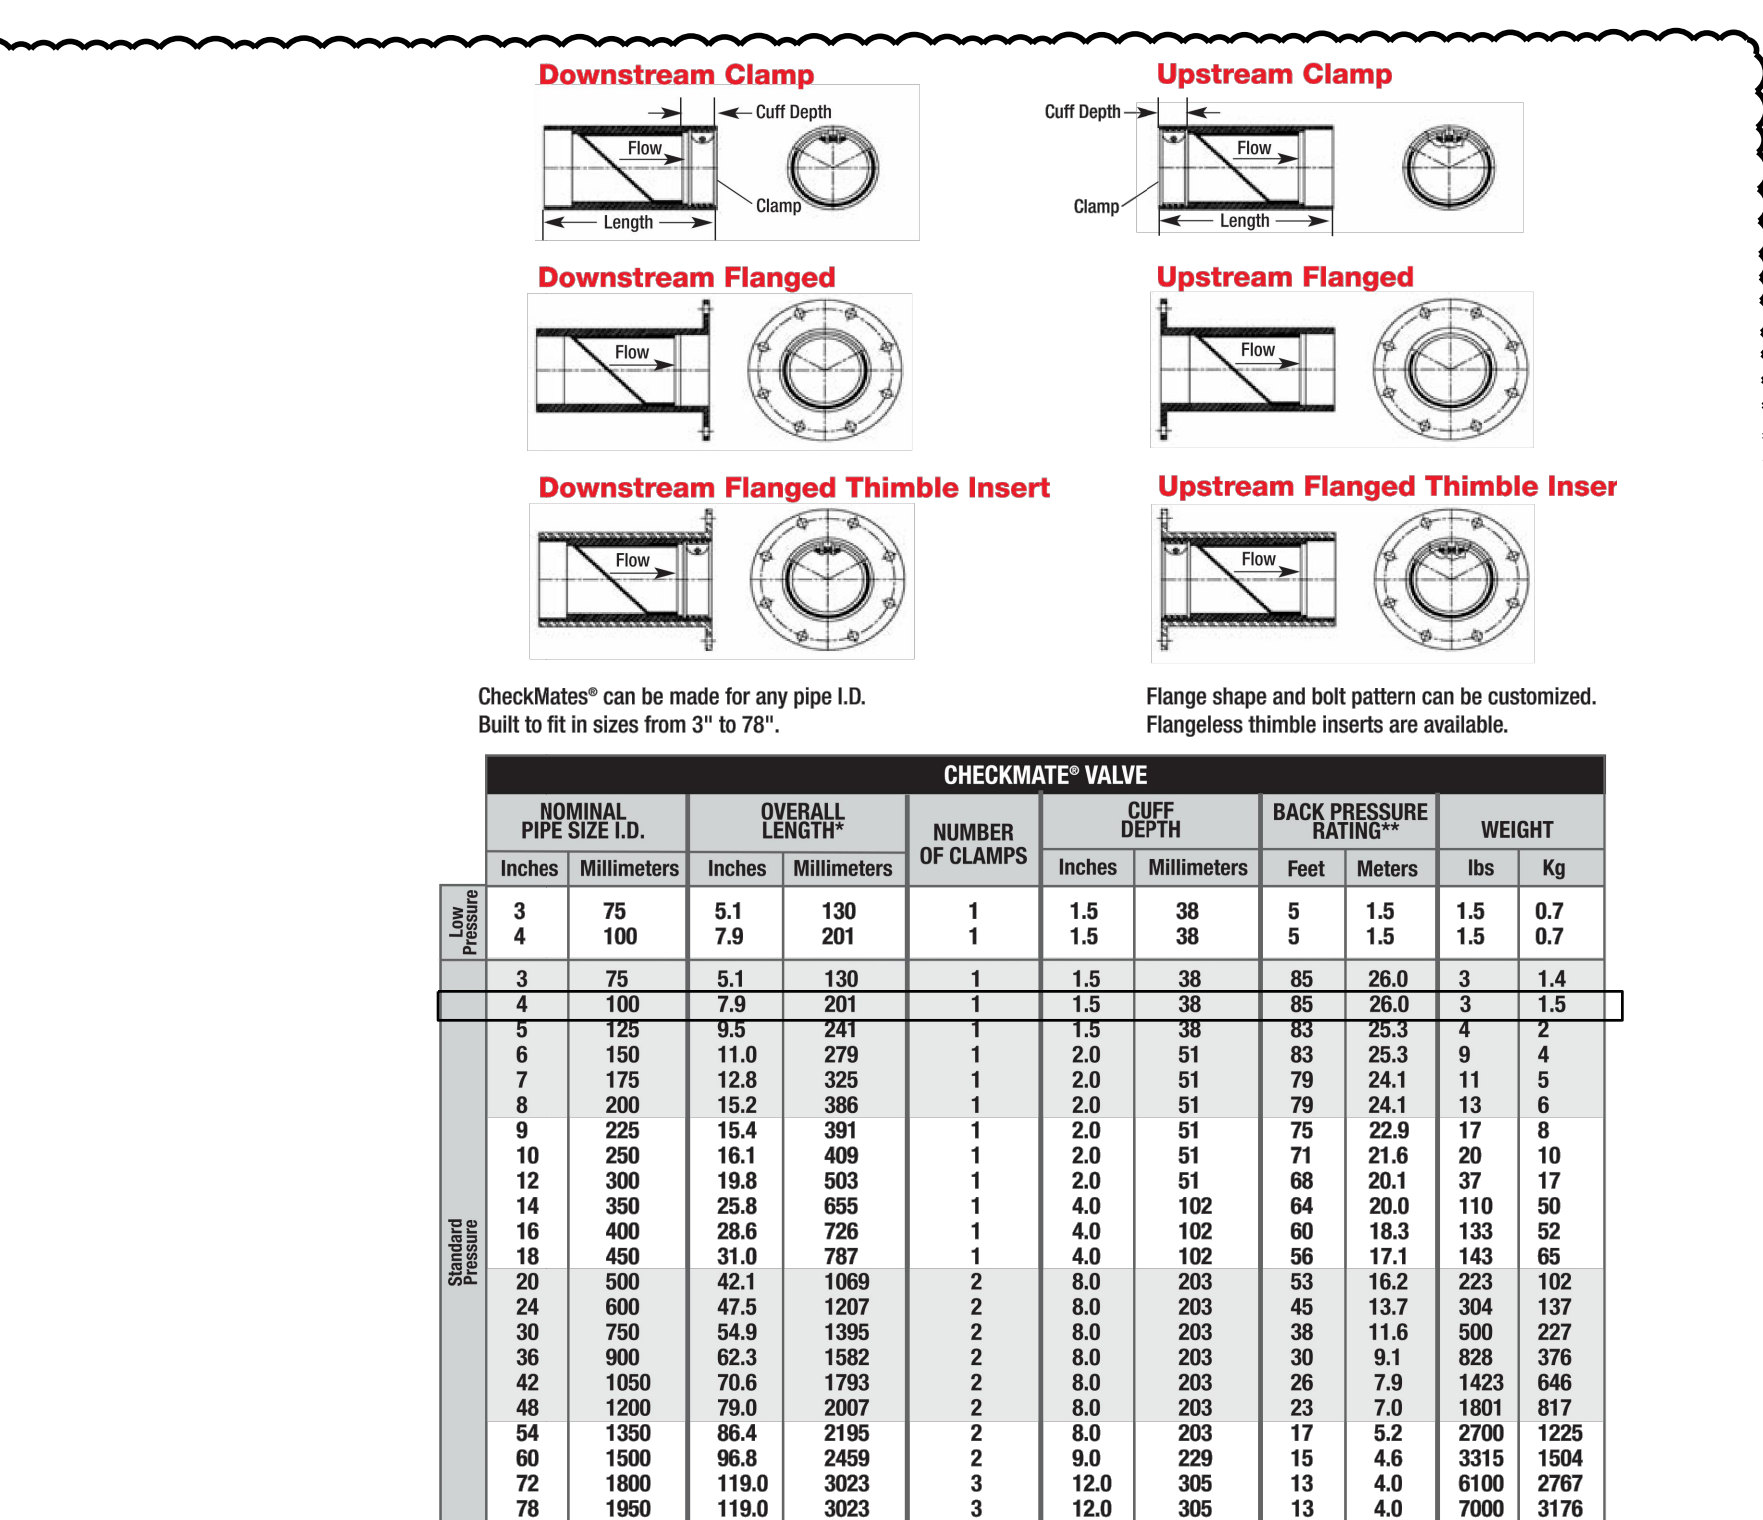 Downstream Clamp
Cuff Depth
Flow
Clamp
Length
Upstream Clamp
Cuff Depth
Flow
Clamp
Length
Downstream Flanged
Flow
Upstream Flanged
Flow
Downstream Flanged Thimble Insert
Flow
Upstream Flanged Thimble Inser
Flow
CheckMates® can be made for any pipe I.D.
Built to fit in sizes from 3" to 78".
Flange shape and bolt pattern can be customized.
Flangeless thimble inserts are available.
CHECKMATE® VALVE
NOMINAL PIPE SIZE I.D. OVERALL LENGTH* NUMBER OF CLAMPS CUFF DEPTH BACK PRESSURE RATING** WEIGHT
Inches Millimeters Inches Millimeters Inches Millimeters Feet Meters lbs Kg
Low Pressure
3 75 5.1 130 1 1.5 38 5 1.5 1.5 0.7
4 100 7.9 201 1 1.5 38 5 1.5 1.5 0.7
Standard Pressure
3 75 5.1 130 1 1.5 38 85 26.0 3 1.4
4 100 7.9 201 1 1.5 38 85 26.0 3 1.5
5 125 9.5 241 1 1.5 38 83 25.3 4 2
6 150 11.0 279 1 2.0 51 83 25.3 9 4
7 175 12.8 325 1 2.0 51 79 24.1 11 5
8 200 15.2 386 1 2.0 51 79 24.1 13 6
9 225 15.4 391 1 2.0 51 75 22.9 17 8
10 250 16.1 409 1 2.0 51 71 21.6 20 10
12 300 19.8 503 1 2.0 51 68 20.1 37 17
14 350 25.8 655 1 4.0 102 64 20.0 110 50
16 400 28.6 726 1 4.0 102 60 18.3 133 52
18 450 31.0 787 1 4.0 102 56 17.1 143 65
20 500 42.1 1069 2 8.0 203 53 16.2 223 102
24 600 47.5 1207 2 8.0 203 45 13.7 304 137
30 750 54.9 1395 2 8.0 203 38 11.6 500 227
36 900 62.3 1582 2 8.0 203 30 9.1 828 376
42 1050 70.6 1793 2 8.0 203 26 7.9 1423 646
48 1200 79.0 2007 2 8.0 203 23 7.0 1801 817
54 1350 86.4 2195 2 8.0 203 17 5.2 2700 1225
60 1500 96.8 2459 2 9.0 229 15 4.6 3315 1504
72 1800 119.0 3023 3 12.0 305 13 4.0 6100 2767
78 1950 119.0 3023 3 12.0 305 13 4.0 7000 3176